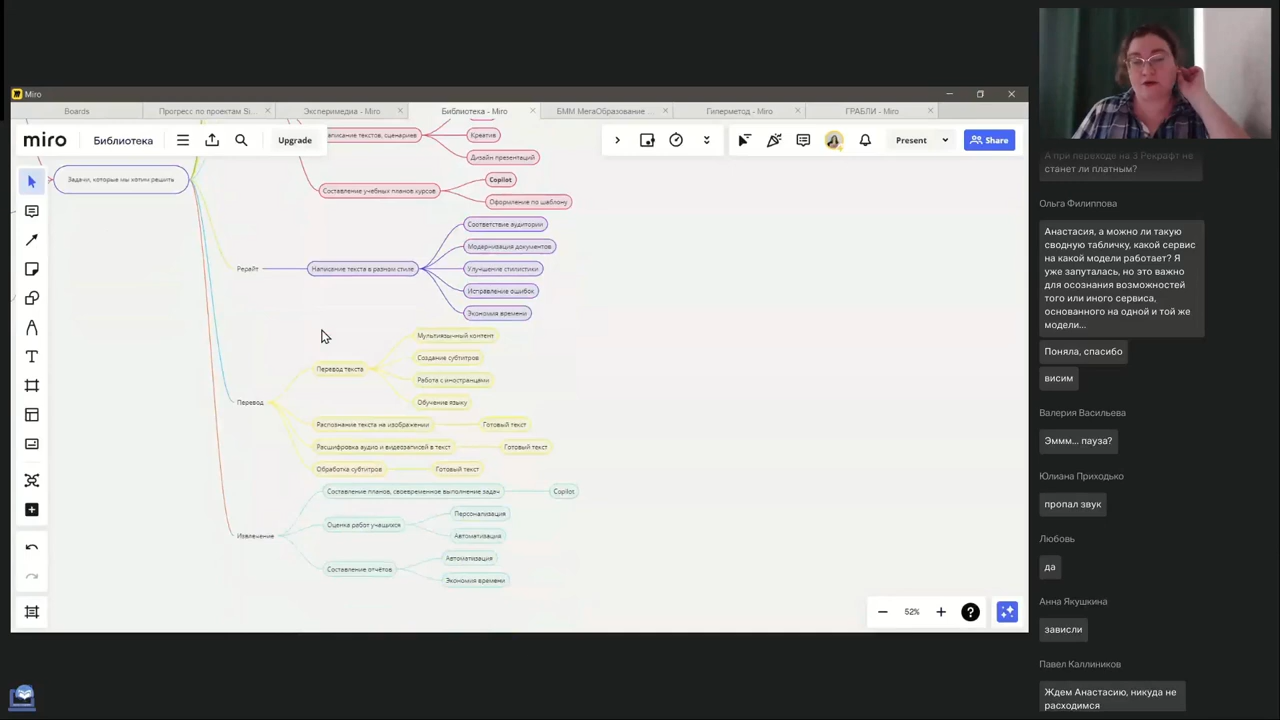 Miro
Boards
Прогресс по проектам Si...
Эксперимедиа - Miro
Библиотека - Miro
БММ МегаОбразование ...
Гиперметод - Miro
ГРАБЛИ - Miro
miro
Библиотека
Upgrade
Present
Share
Задачи, которые мы хотим решить
аписание текстов, сценариев
Креатив
Дизайн презентаций
Составление учебных планов курсов
Copilot
Оформление по шаблону
Рерайт
Написание текста в разном стиле
Соответствие аудитории
Модернизация документов
Улучшение стилистики
Исправление ошибок
Экономия времени
Перевод
Перевод текста
Мультиязычный контент
Создание субтитров
Работа с иностранцами
Обучение языку
Распознания текста на изображении
Готовый текст
Расшифровка аудио и видеозаписей в текст
Готовый текст
Обработка субтитров
Готовый текст
Извлечение
Составление планов, своевременное выполнение задач
Copilot
Оценка работ учащихся
Персонализация
Автоматизация
Составление отчётов
Автоматизация
Экономия времени
52%
А при переходе на 3 Рекрафт не
станет ли платным?
Ольга Филиппова
Анастасия, а можно ли такую
сводную табличку, какой сервис
на какой модели работает? Я
уже запуталась, но это важно
для осознания возможностей
того или иного сервиса,
основанного на одной и той же
модели...
Поняла, спасибо
висим
Валерия Васильева
Эммм... пауза?
Юлиана Приходько
пропал звук
Любовь
да
Анна Якушкина
зависли
Павел Каллиников
Ждем Анастасию, никуда не
расходимся